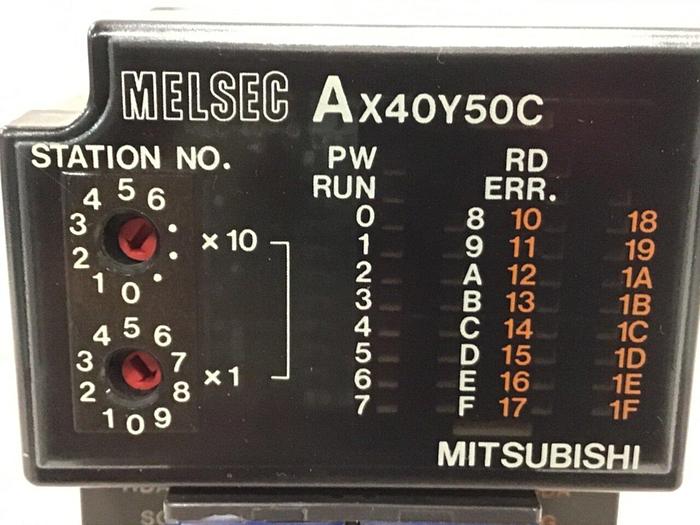 MELSEC AX40Y50C
STATION NO.
4 5 6
3
2
1 0
x10
4 5 6
3 7
2 8
1 0 9
x1
PW RD
RUN ERR.
0 8 10 18
1 9 11 19
2 A 12 1A
3 B 13 1B
4 C 14 1C
5 D 15 1D
6 E 16 1E
7 F 17 1F
MITSUBISHI